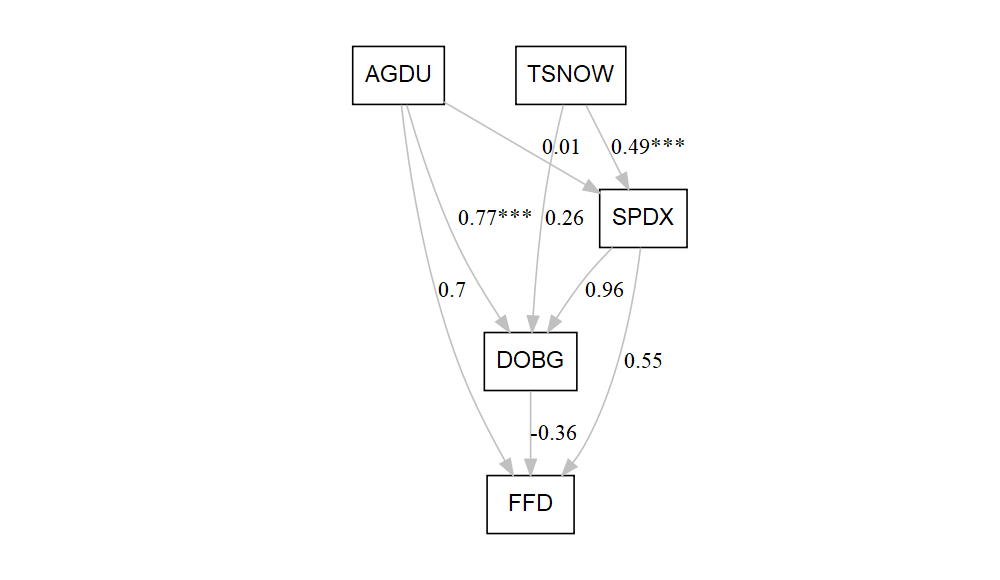 AGDU TSNOW
0.01 0.49***
0.77*** 0.26 SPDX
0.7 0.96
DOBG 0.55
-0.36
FFD